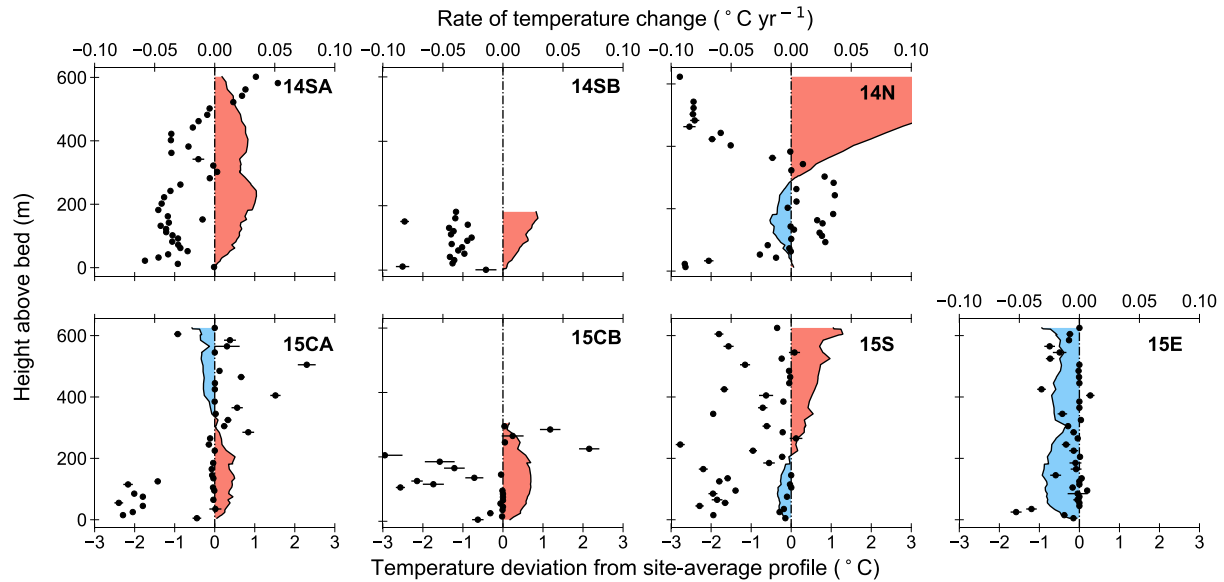 Rate of temperature change (°C yr⁻¹)
−0.10 −0.05 0.00 0.05 0.10 −0.10 −0.05 0.00 0.05 0.10 −0.10 −0.05 0.00 0.05 0.10
600 14SA 14SB 14N
400
200
0
Height above bed (m)
−0.10 −0.05 0.00 0.05 0.10
600 15CA 15CB 15S 15E
400
200
0
−3 −2 −1 0 1 2 3 −3 −2 −1 0 1 2 3 −3 −2 −1 0 1 2 3 −3 −2 −1 0 1 2 3
Temperature deviation from site-average profile (°C)